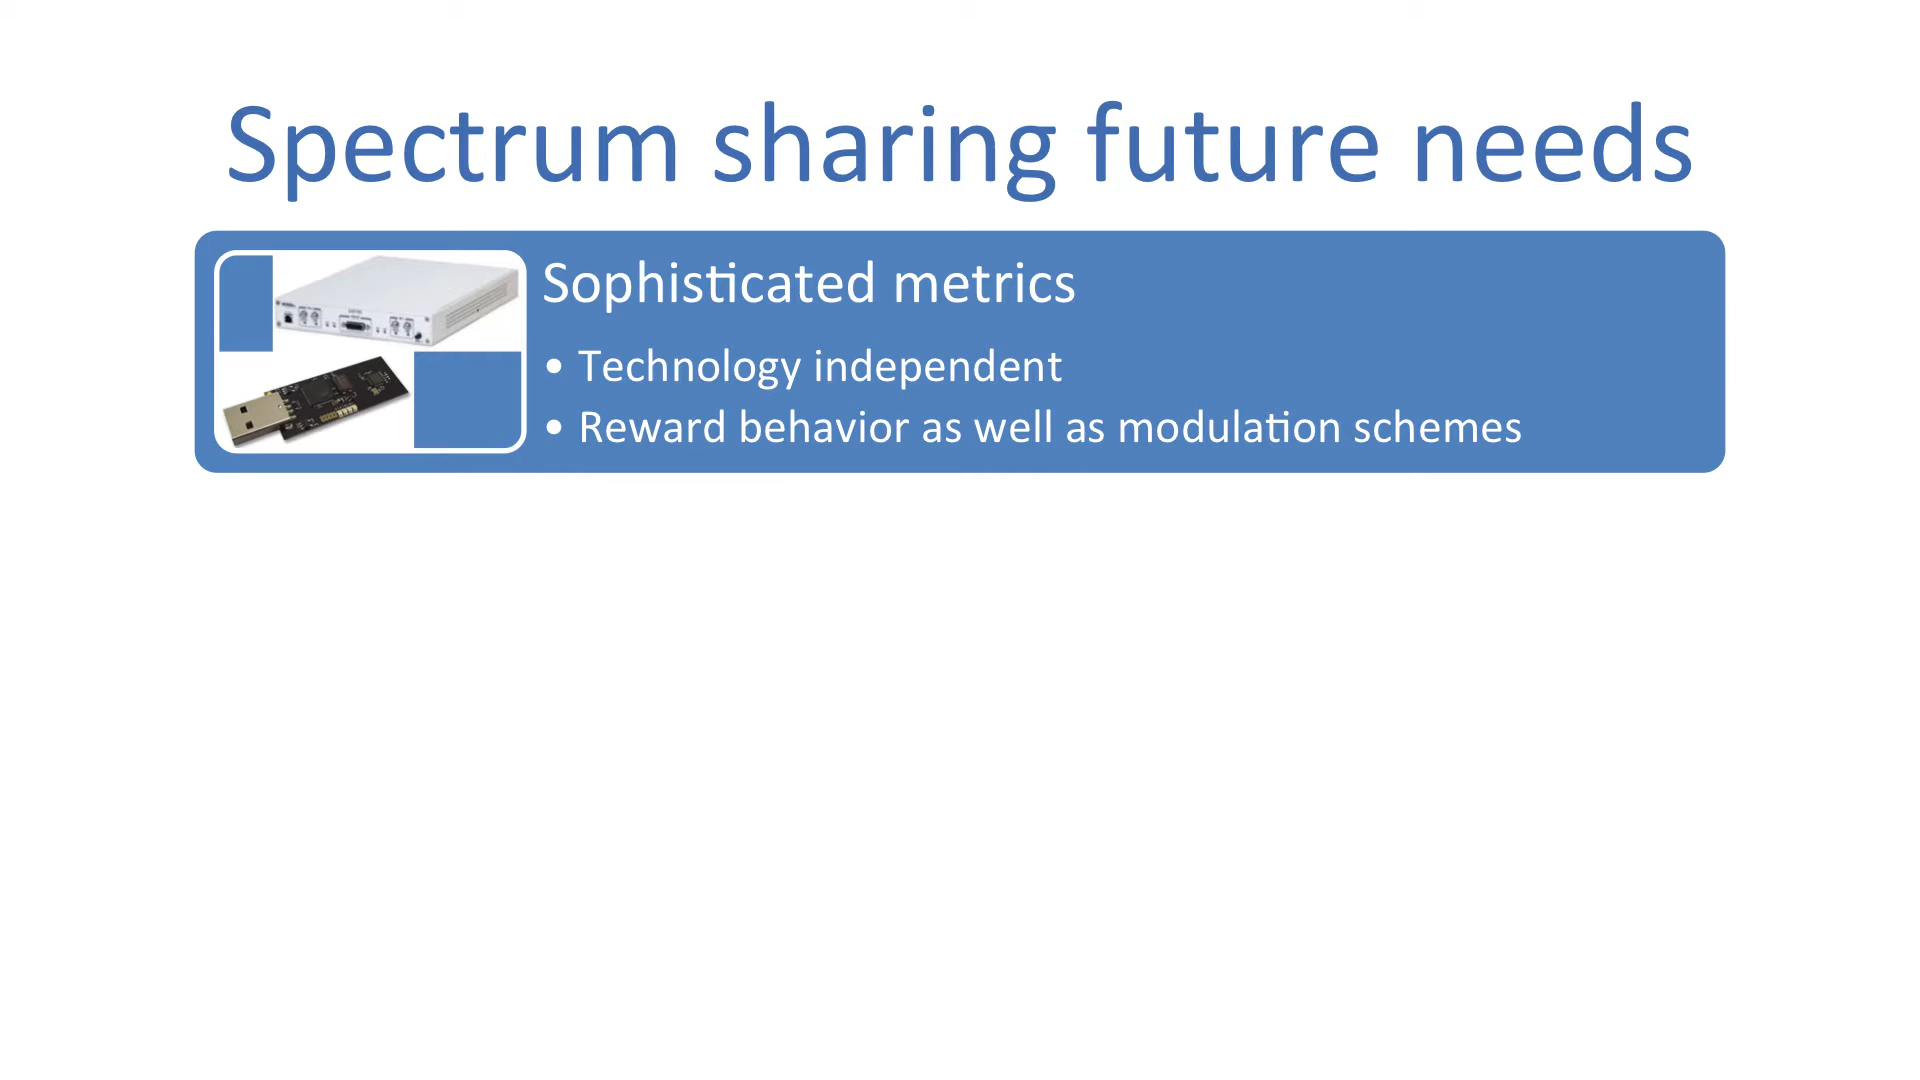 Spectrum sharing future needs
Sophisticated metrics
• Technology independent
• Reward behavior as well as modulation schemes